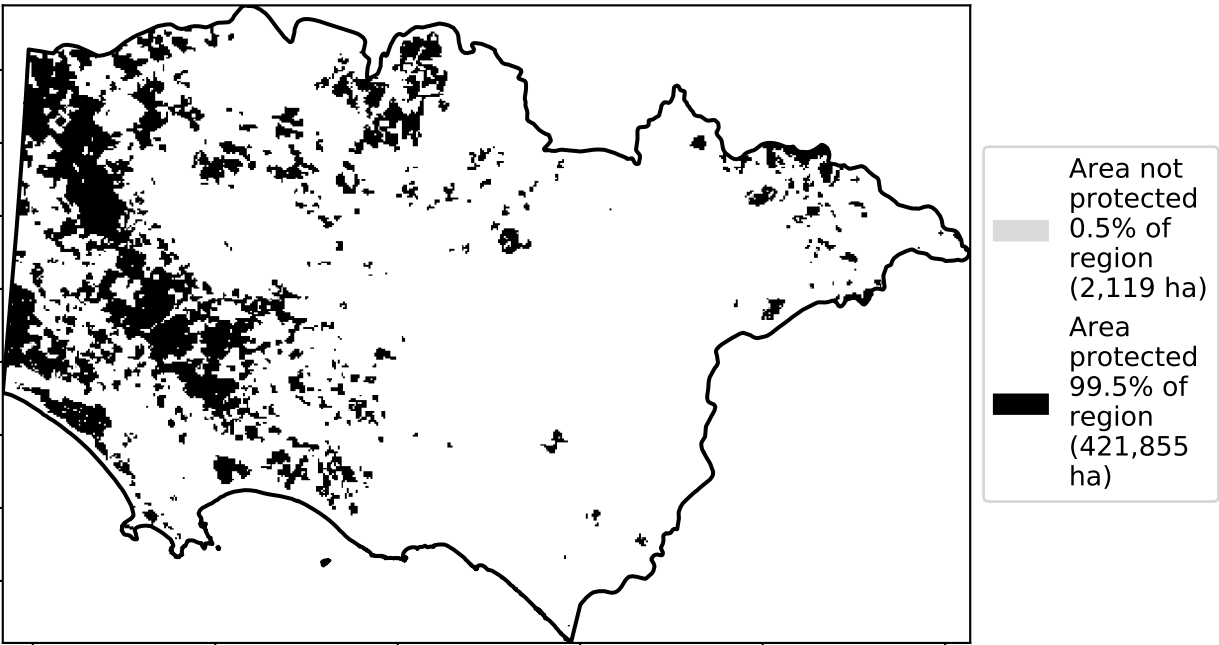 Area not
protected
0.5% of
region
(2,119 ha)
Area
protected
99.5% of
region
(421,855
ha)